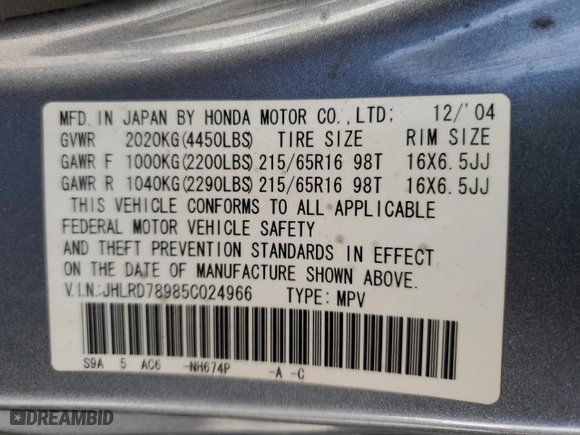 MFD. IN JAPAN BY HONDA MOTOR CO.,LTD; 12/'04
GVWR 2020KG(4450LBS) TIRE SIZE RIM SIZE
GAWR F 1000KG(2200LBS) 215/65R16 98T 16X6.5JJ
GAWR R 1040KG(2290LBS) 215/65R16 98T 16X6.5JJ
THIS VEHICLE CONFORMS TO ALL APPLICABLE
FEDERAL MOTOR VEHICLE SAFETY
AND THEFT PREVENTION STANDARDS IN EFFECT
ON THE DATE OF MANUFACTURE SHOWN ABOVE.
V.I.N:JHLRD78985C024966 TYPE: MPV
S9A 5 AC6 -NH674P -A -C
DREAMBID